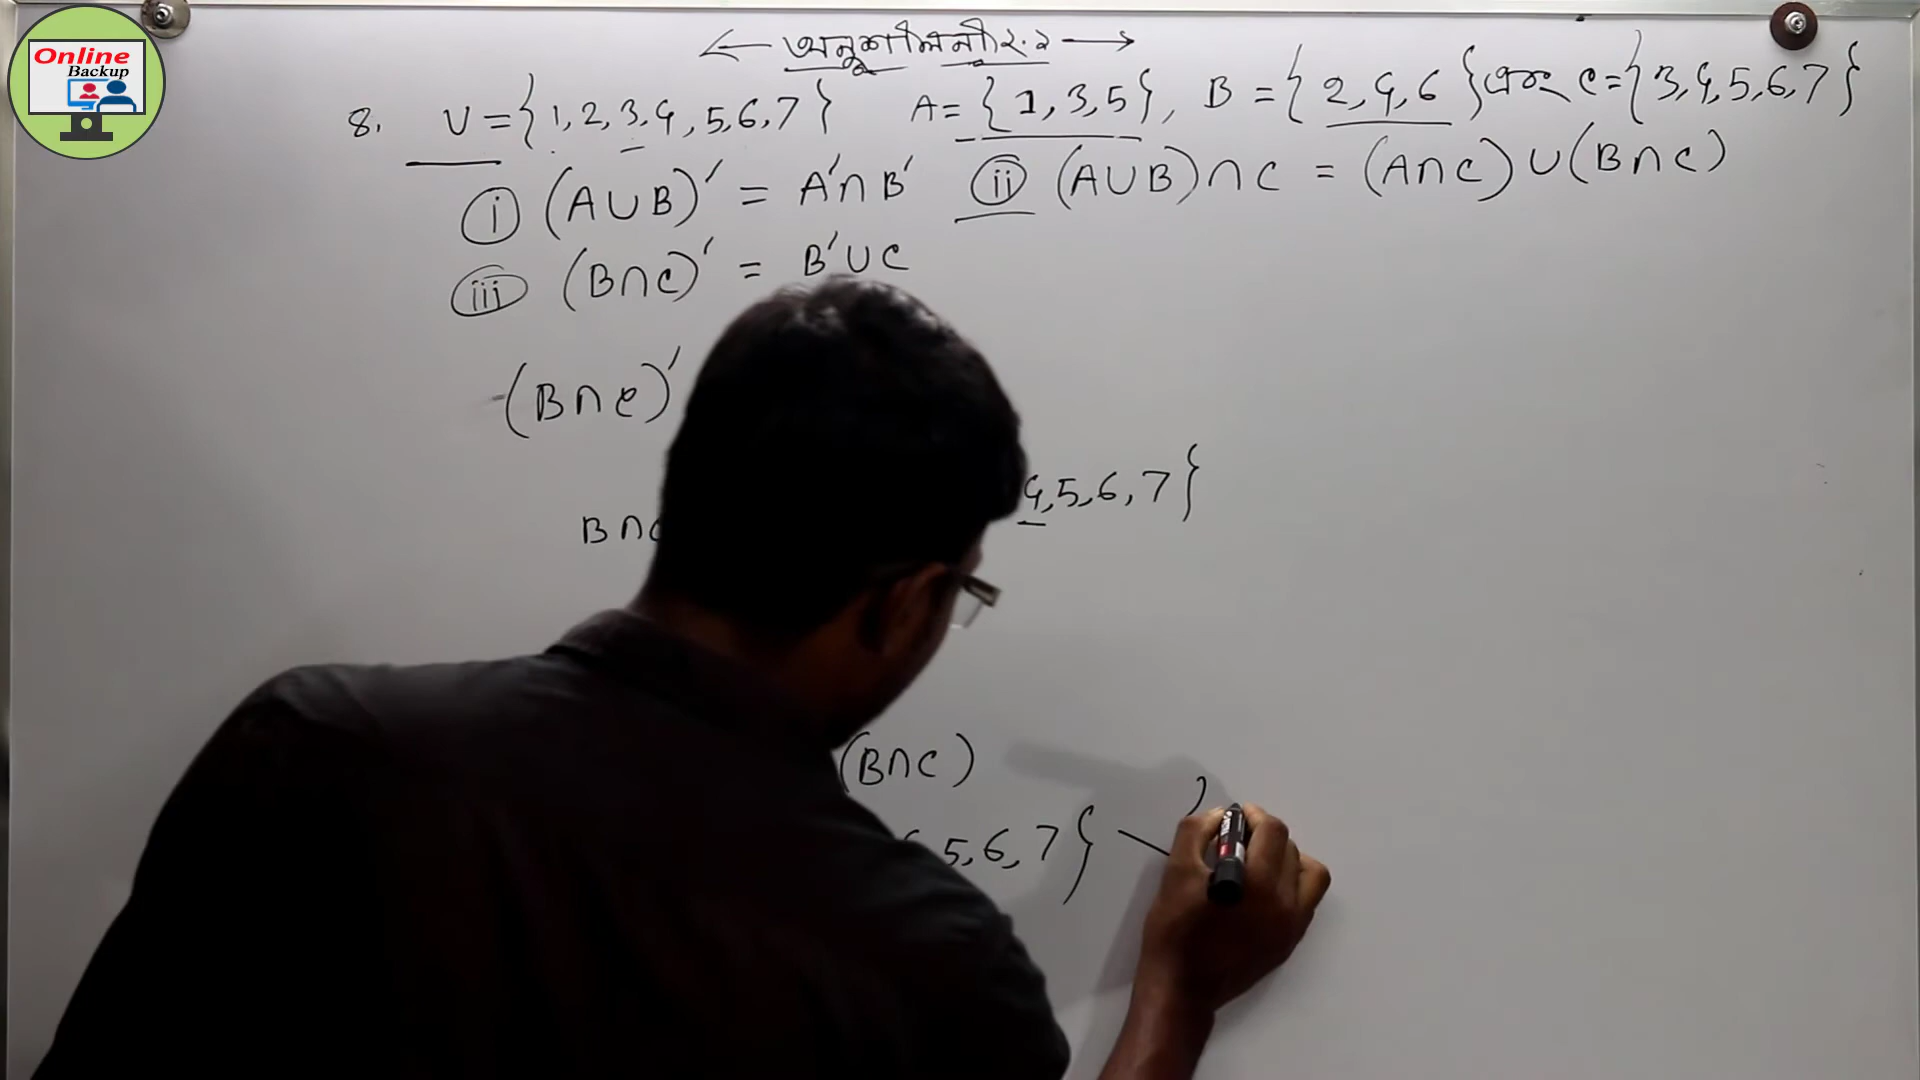 Online
Backup
← অনুশীলনী ২.২ →
8. U = {1,2,3,4,5,6,7} A = {1,3,5}, B = {2,4,6} এবং C = {3,4,5,6,7}
(i) (A∪B)′ = A′∩B′ (ii) (A∪B)∩C = (A∩C)∪(B∩C)
(iii) (B∩C)′ = B′∪C
(B∩C)′
B∩C 4,5,6,7}
(B∩C)
5,6,7} \